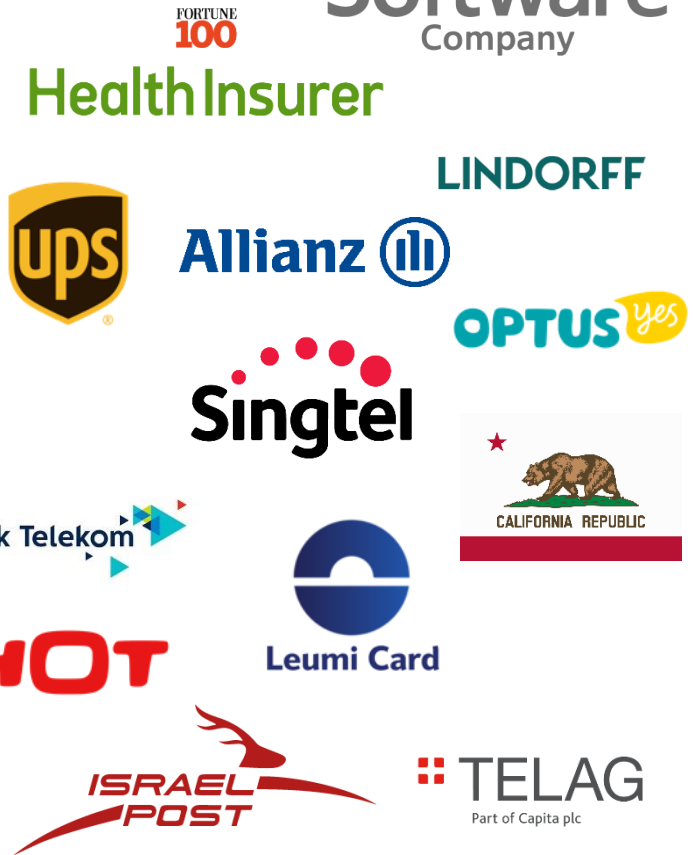 FORTUNE
100
Software
Company
Health Insurer
LINDORFF
ups
®
Allianz
OPTUS yes
Singtel
CALIFORNIA REPUBLIC
k Telekom
Leumi Card
HOT
ISRAEL
POST
TELAG
Part of Capita plc